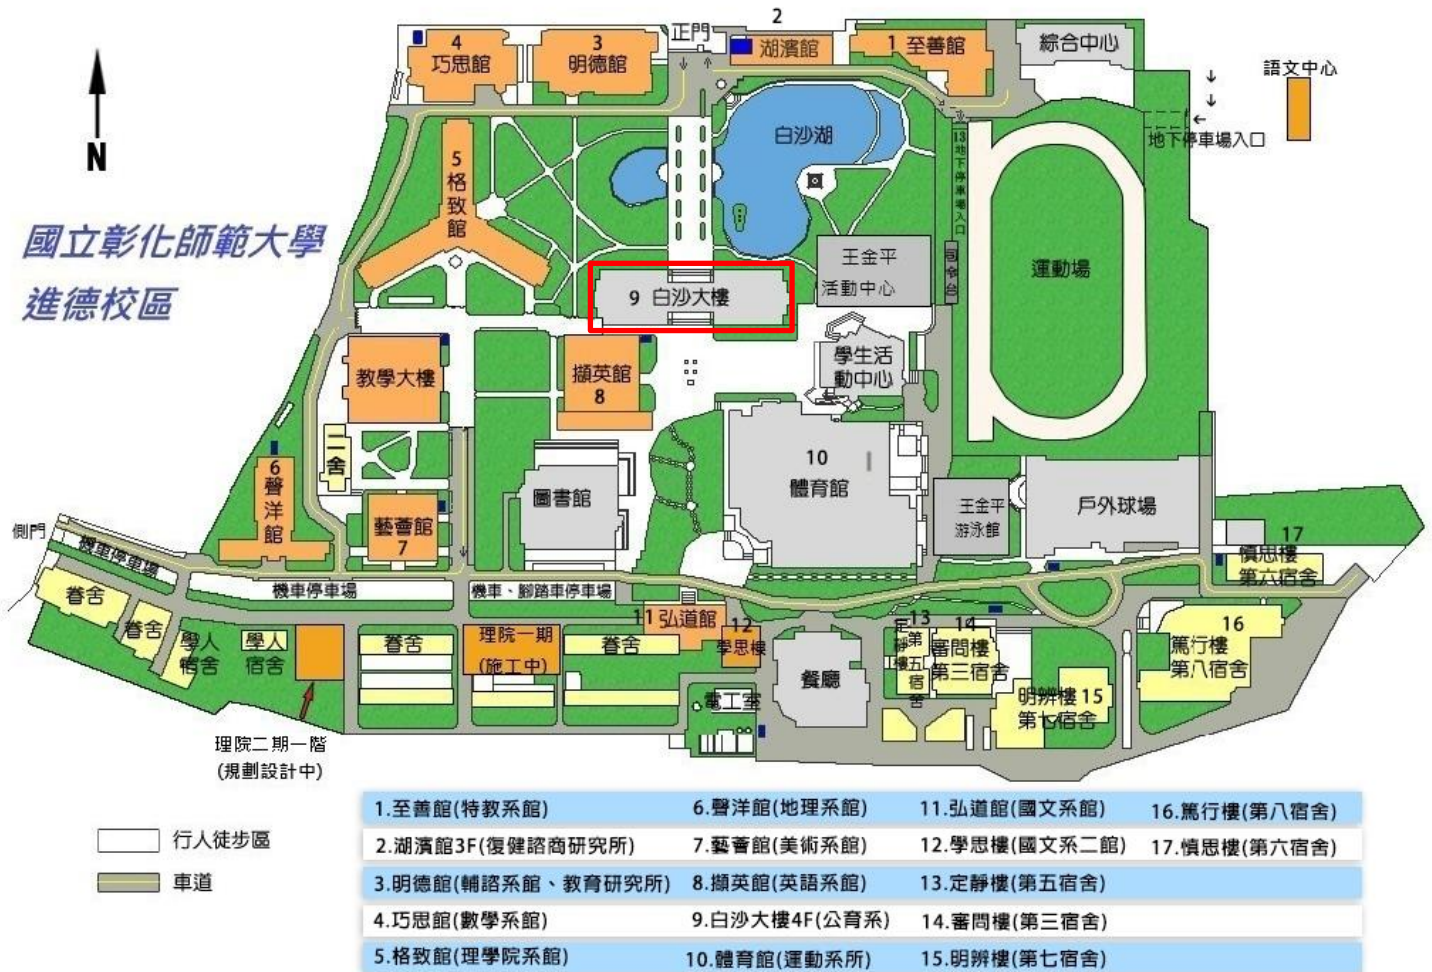 2
正門
4
巧思館
3
明德館
湖濱館
1 至善館
綜合中心
語文中心
N
白沙湖
13
地下停車場入口
地下停車場入口
5
格致館
國立彰化師範大學
進德校區
王金平
活動中心
司令台
運動場
9 白沙大樓
教學大樓
擷英館
8
學生活
動中心
二舍
6
聲洋館
10
體育館
圖書館
藝薈館
7
王金平
游泳館
戶外球場
17
慎思樓
第六宿舍
側門
機車停車場
機車停車場
機車、腳踏車停車場
眷舍
眷舍
學人
宿舍
學人
宿舍
眷舍
理院一期
(施工中)
眷舍
11 弘道館
12
學思樓
餐廳
電工室
13
定靜樓
第五宿舍
14
審問樓
第三宿舍
明辨樓 15
第七宿舍
16
篤行樓
第八宿舍
理院二期一階
(規劃設計中)
行人徒步區
車道
1.至善館(特教系館)
6.聲洋館(地理系館)
11.弘道館(國文系館)
16.篤行樓(第八宿舍)
2.湖濱館3F(復健諮商研究所)
7.藝薈館(美術系館)
12.學思樓(國文系二館)
17.慎思樓(第六宿舍)
3.明德館(輔諮系館、教育研究所)
8.擷英館(英語系館)
13.定靜樓(第五宿舍)
4.巧思館(數學系館)
9.白沙大樓4F(公育系)
14.審問樓(第三宿舍)
5.格致館(理學院系館)
10.體育館(運動系所)
15.明辨樓(第七宿舍)